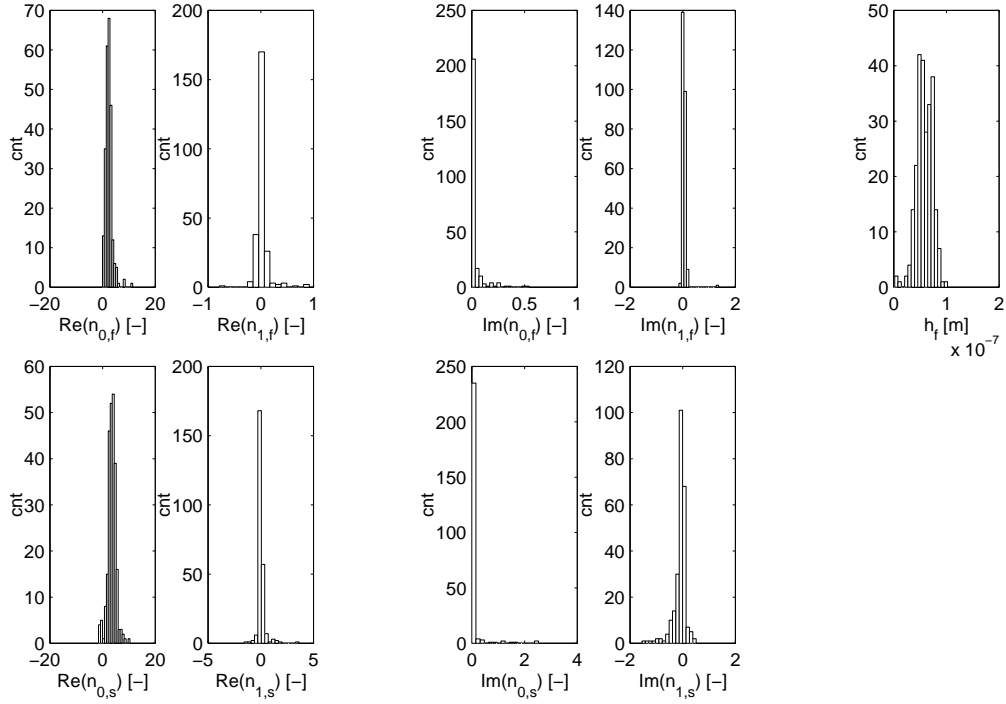 70
60
50
40
30
20
10
0
cnt
−20 0 20
Re(n0,f) [−]
200
150
100
50
0
cnt
−1 0 1
Re(n1,f) [−]
250
200
150
100
50
0
cnt
0 0.5 1
Im(n0,f) [−]
140
120
100
80
60
40
20
0
cnt
−2 0 2
Im(n1,f) [−]
50
40
30
20
10
0
cnt
0 1 2
hf [m]
x 10−7
60
50
40
30
20
10
0
cnt
−20 0 20
Re(n0,s) [−]
200
150
100
50
0
cnt
−5 0 5
Re(n1,s) [−]
250
200
150
100
50
0
cnt
0 2 4
Im(n0,s) [−]
120
100
80
60
40
20
0
cnt
−2 0 2
Im(n1,s) [−]